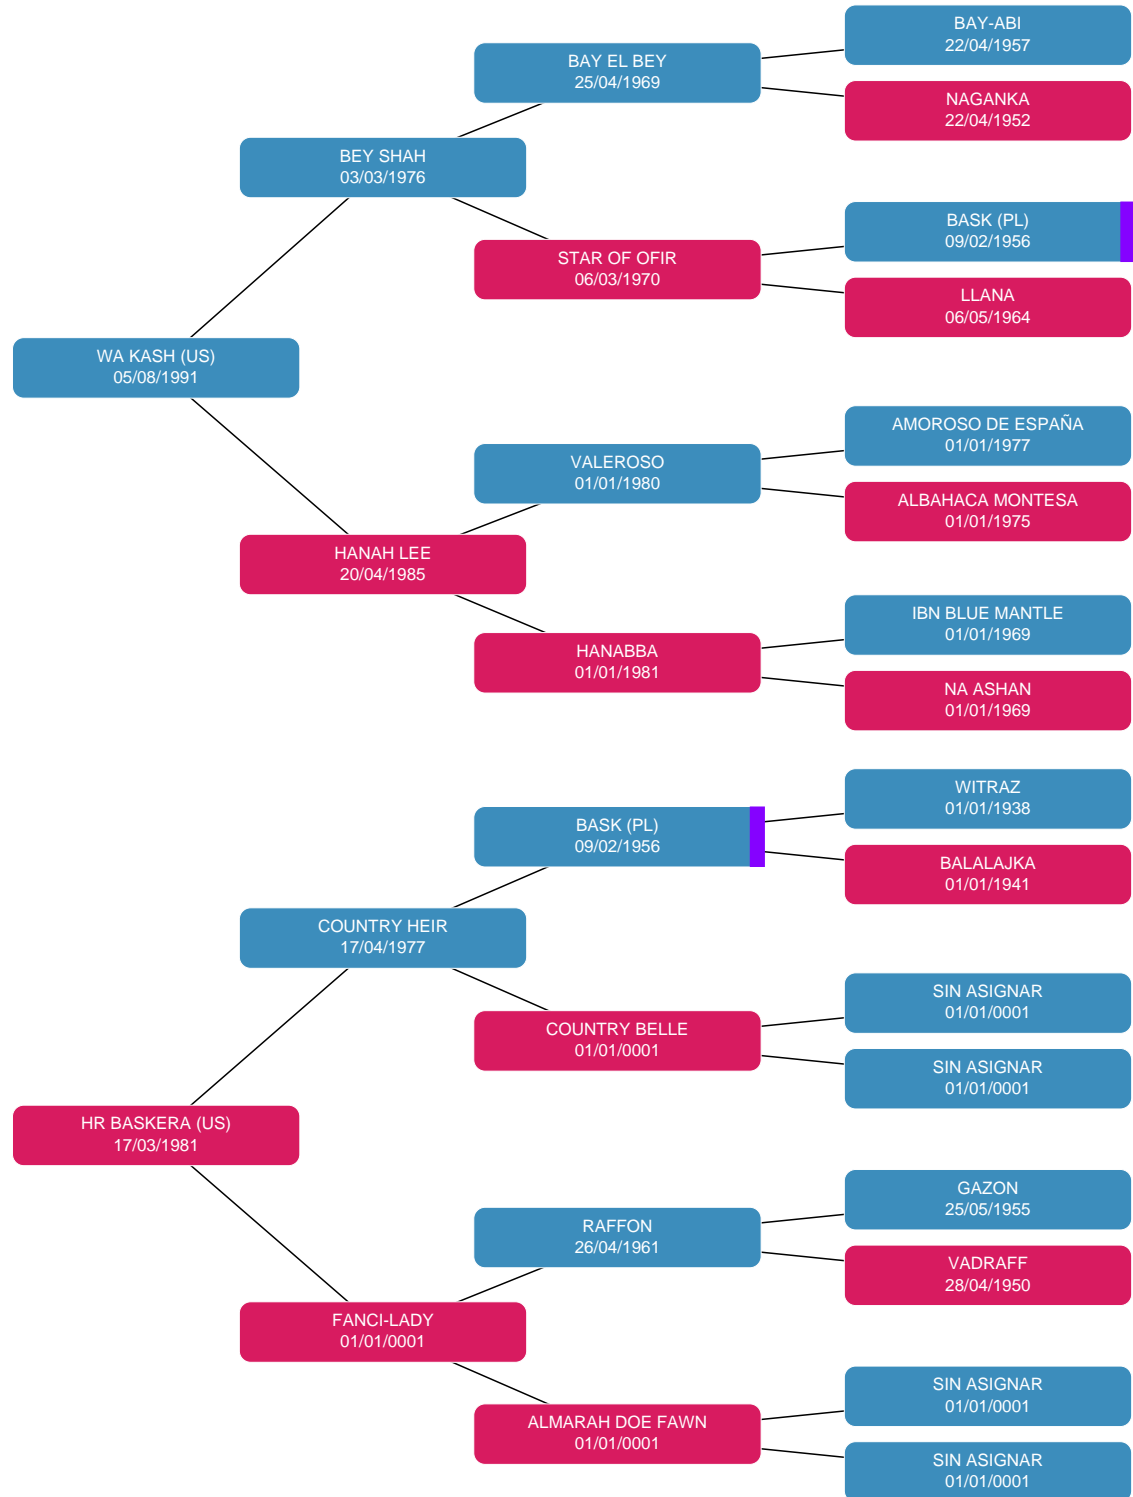 BAY-ABI
22/04/1957
BAY EL BEY
25/04/1969
NAGANKA
22/04/1952
BEY SHAH
03/03/1976
BASK (PL)
09/02/1956
STAR OF OFIR
06/03/1970
LLANA
06/05/1964
WA KASH (US)
05/08/1991
AMOROSO DE ESPAÑA
01/01/1977
VALEROSO
01/01/1980
ALBAHACA MONTESA
01/01/1975
HANAH LEE
20/04/1985
IBN BLUE MANTLE
01/01/1969
HANABBA
01/01/1981
NA ASHAN
01/01/1969
WITRAZ
01/01/1938
BASK (PL)
09/02/1956
BALALAJKA
01/01/1941
COUNTRY HEIR
17/04/1977
SIN ASIGNAR
01/01/0001
COUNTRY BELLE
01/01/0001
SIN ASIGNAR
01/01/0001
HR BASKERA (US)
17/03/1981
GAZON
25/05/1955
RAFFON
26/04/1961
VADRAFF
28/04/1950
FANCI-LADY
01/01/0001
SIN ASIGNAR
01/01/0001
ALMARAH DOE FAWN
01/01/0001
SIN ASIGNAR
01/01/0001